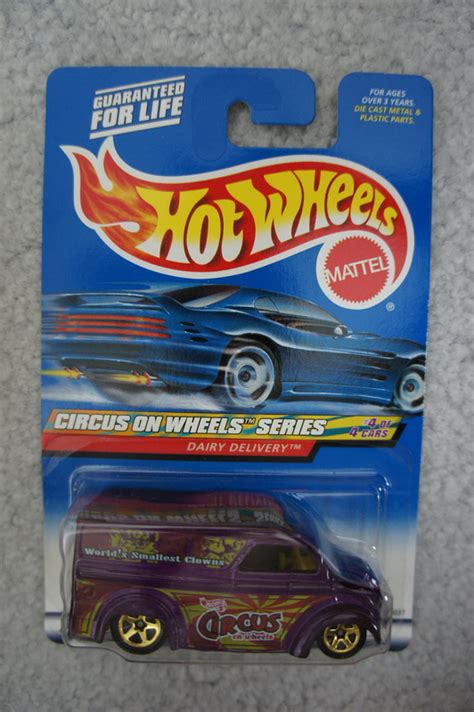 GUARANTEED
FOR LIFE
FOR AGES
OVER 3 YEARS.
DIE CAST METAL &
PLASTIC PARTS.
HOT WHEELS
MATTEL
®
CIRCUS ON WHEELS™ SERIES
#4 OF
4 CARS
DAIRY DELIVERY™
World's Smallest Clowns
CIRCUS
on wheels